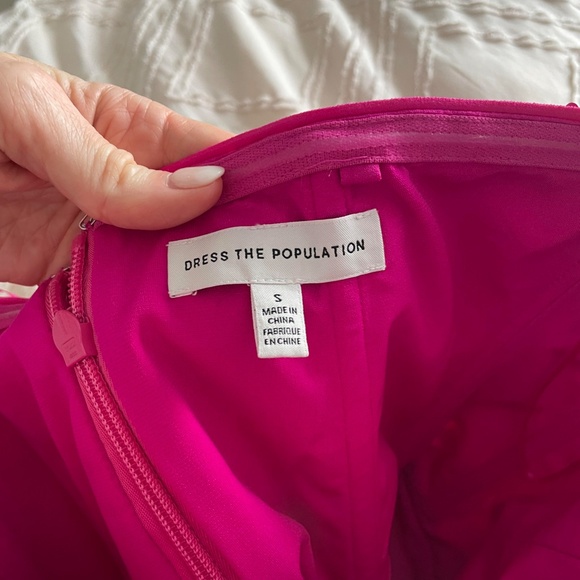 DRESS THE POPULATION
S
MADE IN
CHINA
FABRIQUE
EN CHINE